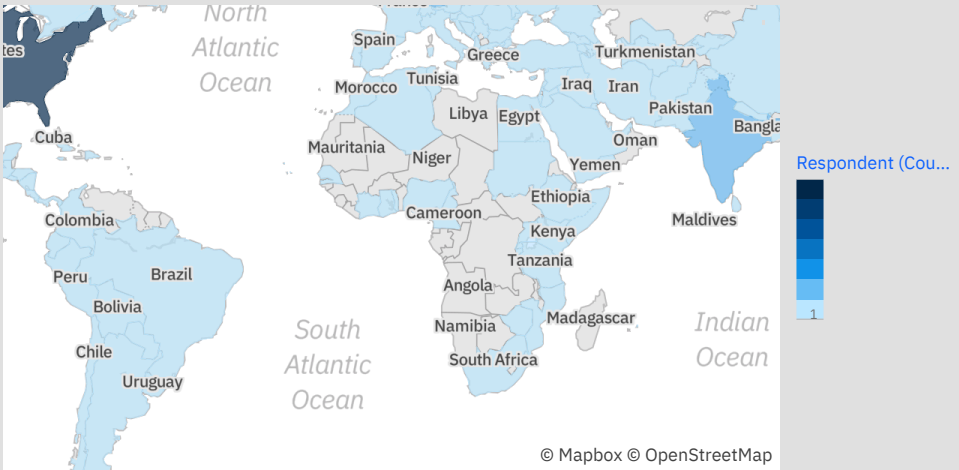 North
Atlantic
Ocean
tes
Spain
Greece
Turkmenistan
Morocco
Tunisia
Iraq
Iran
Libya
Egypt
Pakistan
Bangla
Cuba
Mauritania
Niger
Oman
Yemen
Respondent (Cou...
Colombia
Cameroon
Ethiopia
Maldives
Kenya
Peru
Brazil
Tanzania
Angola
Bolivia
1
South
Atlantic
Ocean
Namibia
Madagascar
Indian
Ocean
Chile
South Africa
Uruguay
© Mapbox © OpenStreetMap